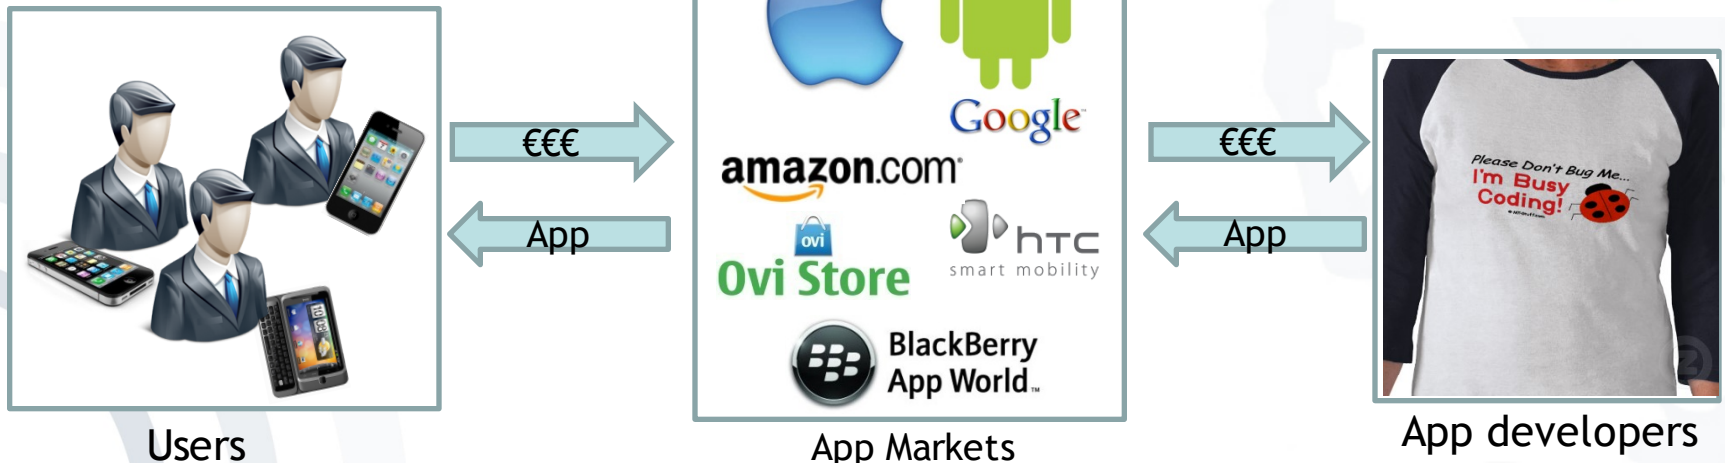 €€€
App
Users
Google
amazon.com
ovi
Ovi Store
hTC
smart mobility
BlackBerry
App World™
App Markets
€€€
App
Please Don't Bug Me...
I'm Busy
Coding!
App developers